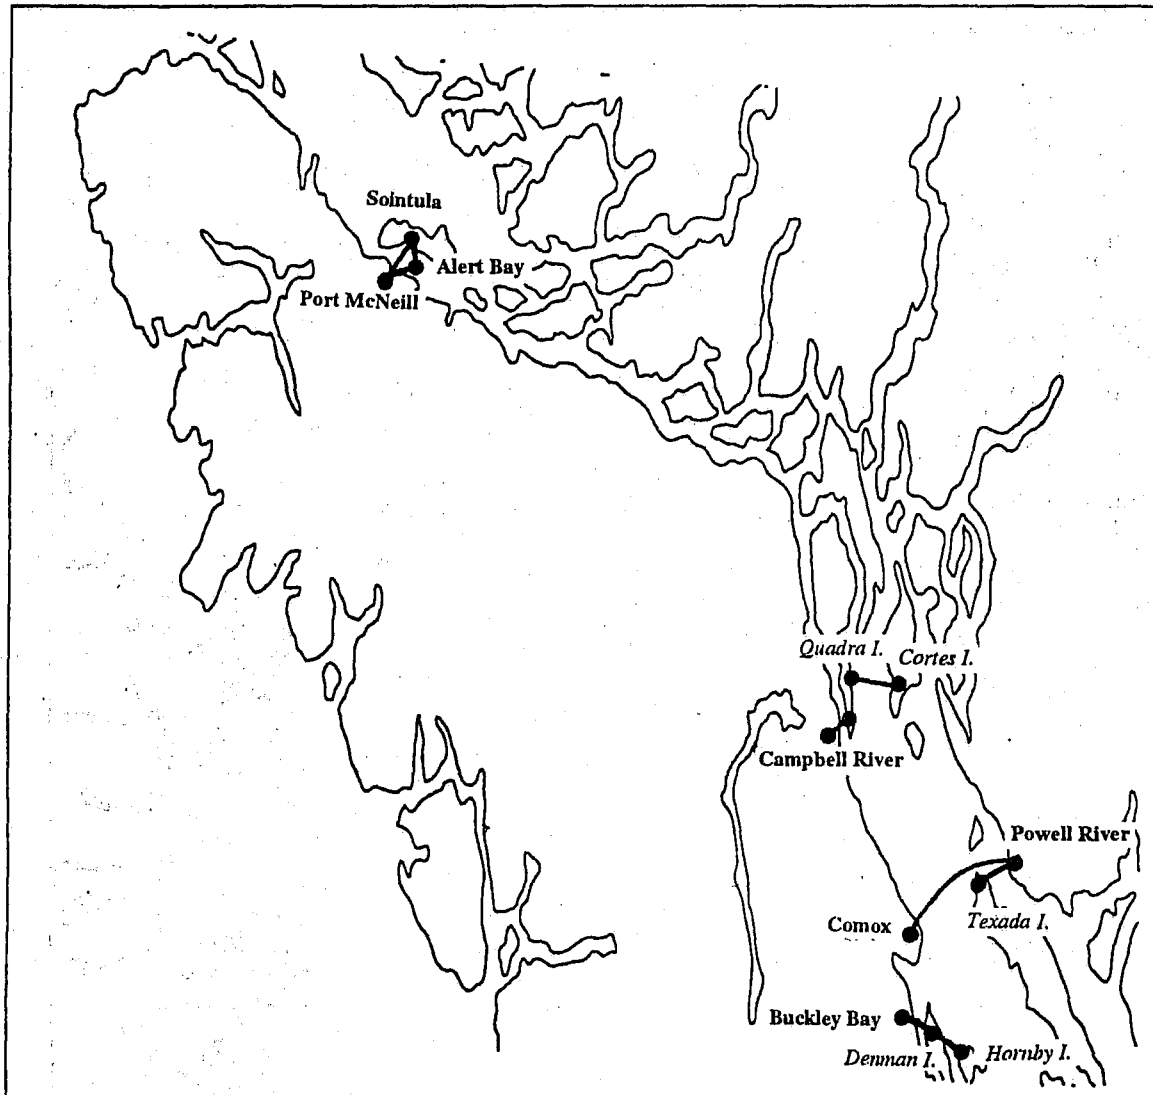 Sointula
Alert Bay
Port McNeill
Quadra I.
Cortes I.
Campbell River
Powell River
Texada I.
Comox
Buckley Bay
Denman I.
Hornby I.